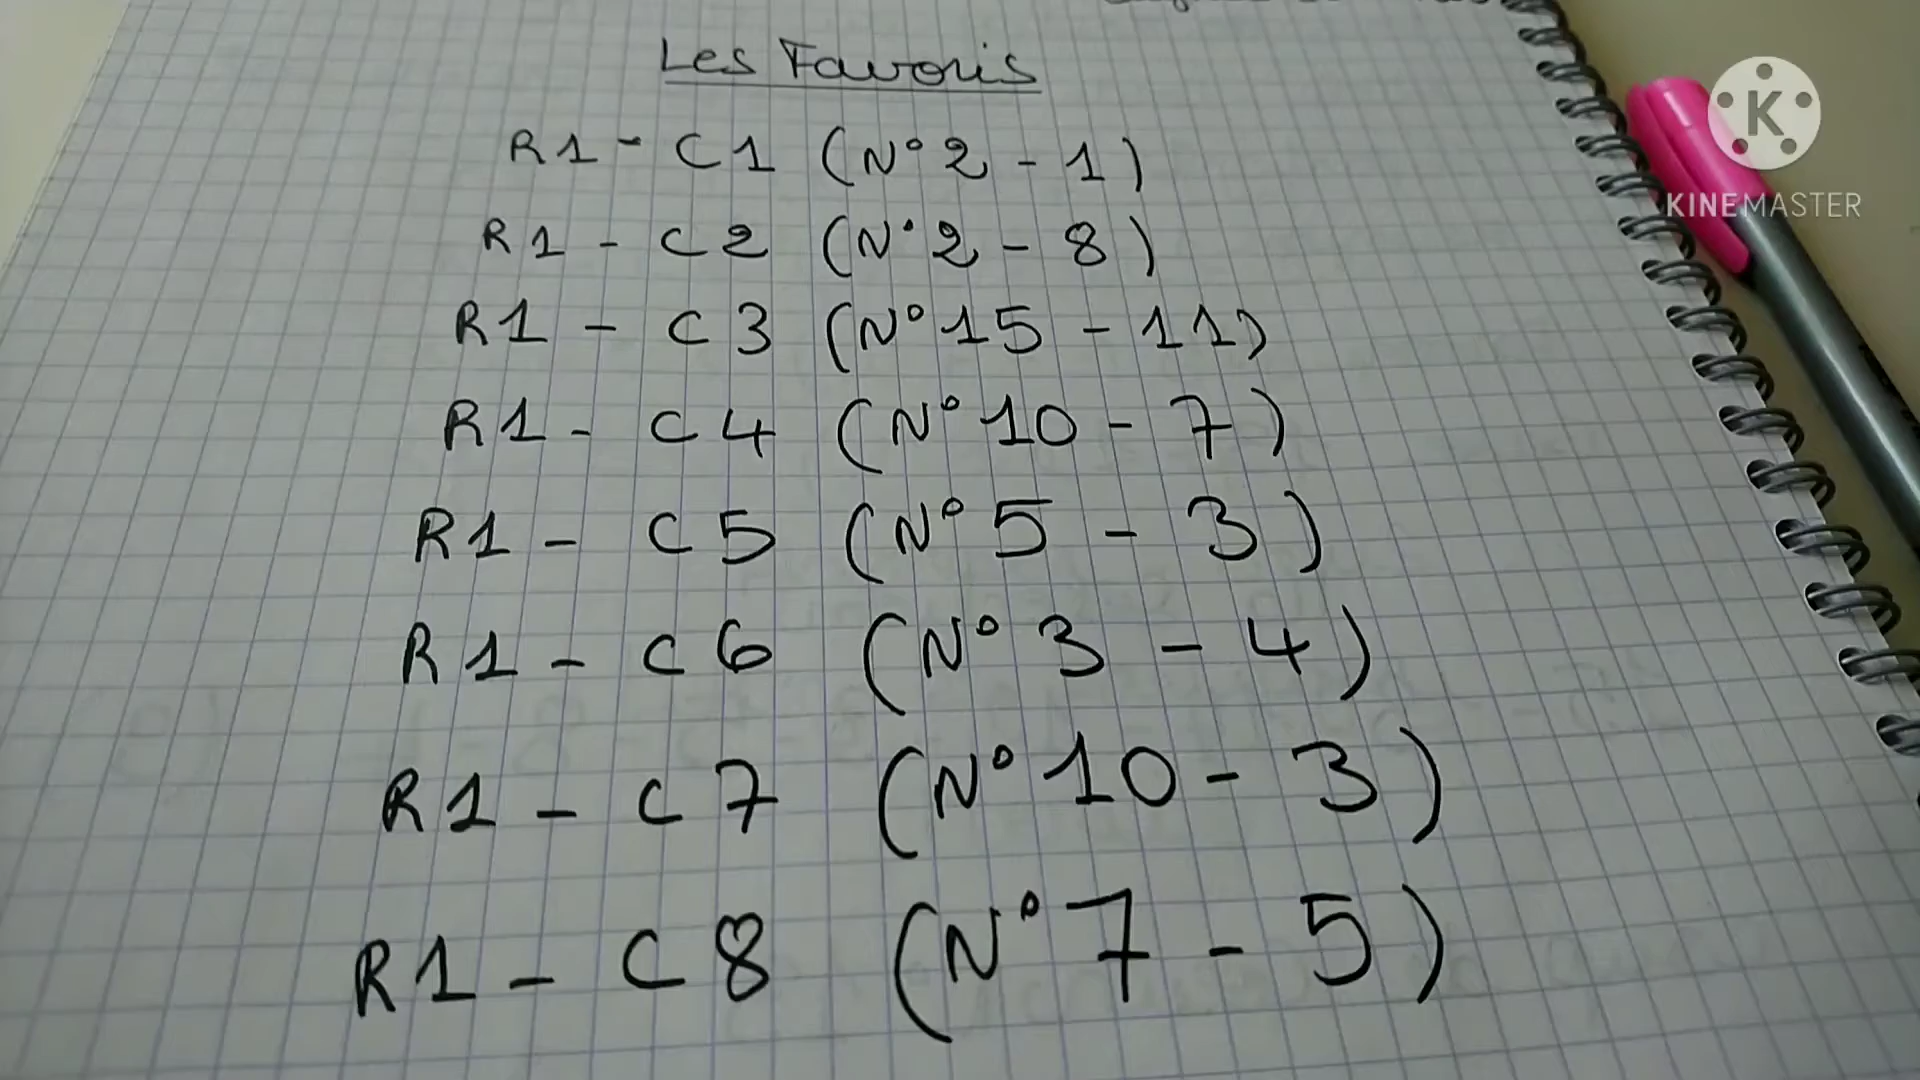 Les Favoris
R1 - C1 (N°2 - 1)
R1 - C2 (N°2 - 8)
R1 - C3 (N°15 - 11)
R1 - C4 (N°10 - 7)
R1 - C5 (N°5 - 3)
R1 - C6 (N°3 - 4)
R1 - C7 (N°10 - 3)
R1 - C8 (N°7 - 5)
K
KINEMASTER